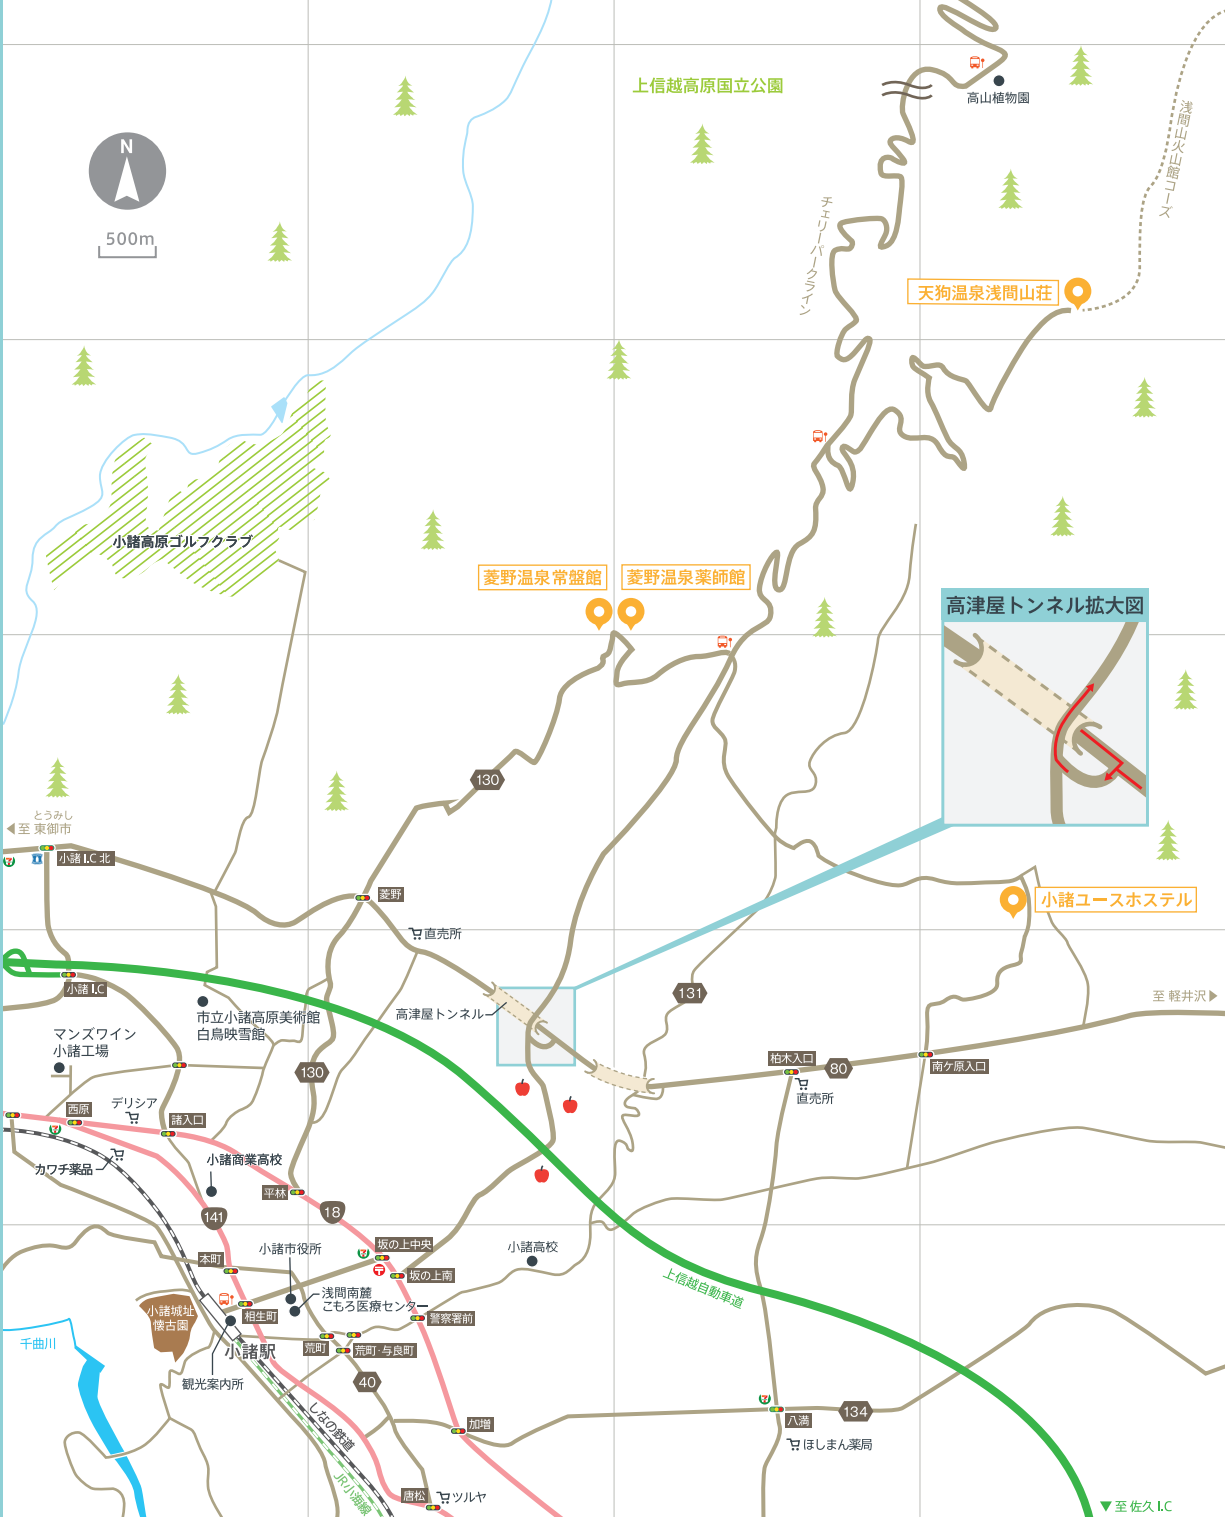 上信越高原国立公園
高山植物園
浅間山火山館コース
N
500m
チェリーパークライン
天狗温泉浅間山荘
小諸高原ゴルフクラブ
菱野温泉常盤館
菱野温泉薬師館
高津屋トンネル拡大図
130
とうみし
至 東御市
小諸 I.C 北
菱野
直売所
小諸ユースホステル
小諸 I.C
131
至 軽井沢
市立小諸高原美術館
白鳥映雪館
高津屋トンネル
マンズワイン
小諸工場
130
柏木入口
80
南ケ原入口
直売所
デリシア
西原
諸入口
カワチ薬品
小諸商業高校
平林
18
141
坂の上中央
小諸市役所
小諸高校
本町
坂の上南
浅間南麓
こもろ医療センター
上信越自動車道
相生町
警察署前
小諸城址
懐古園
千曲川
小諸駅
荒町
荒町・与良町
観光案内所
40
しなの鉄道
加増
134
八満
ほしまん薬局
JR小海線
唐松
ツルヤ
至 佐久 I.C